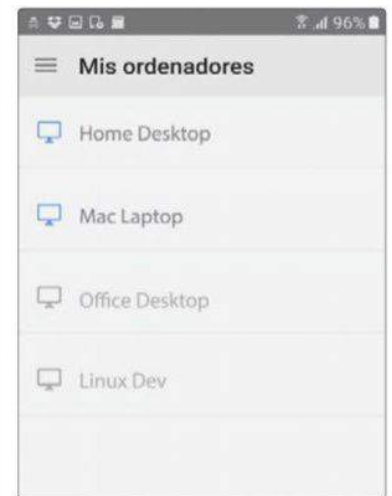 96%
Mis ordenadores
Home Desktop
Mac Laptop
Office Desktop
Linux Dev